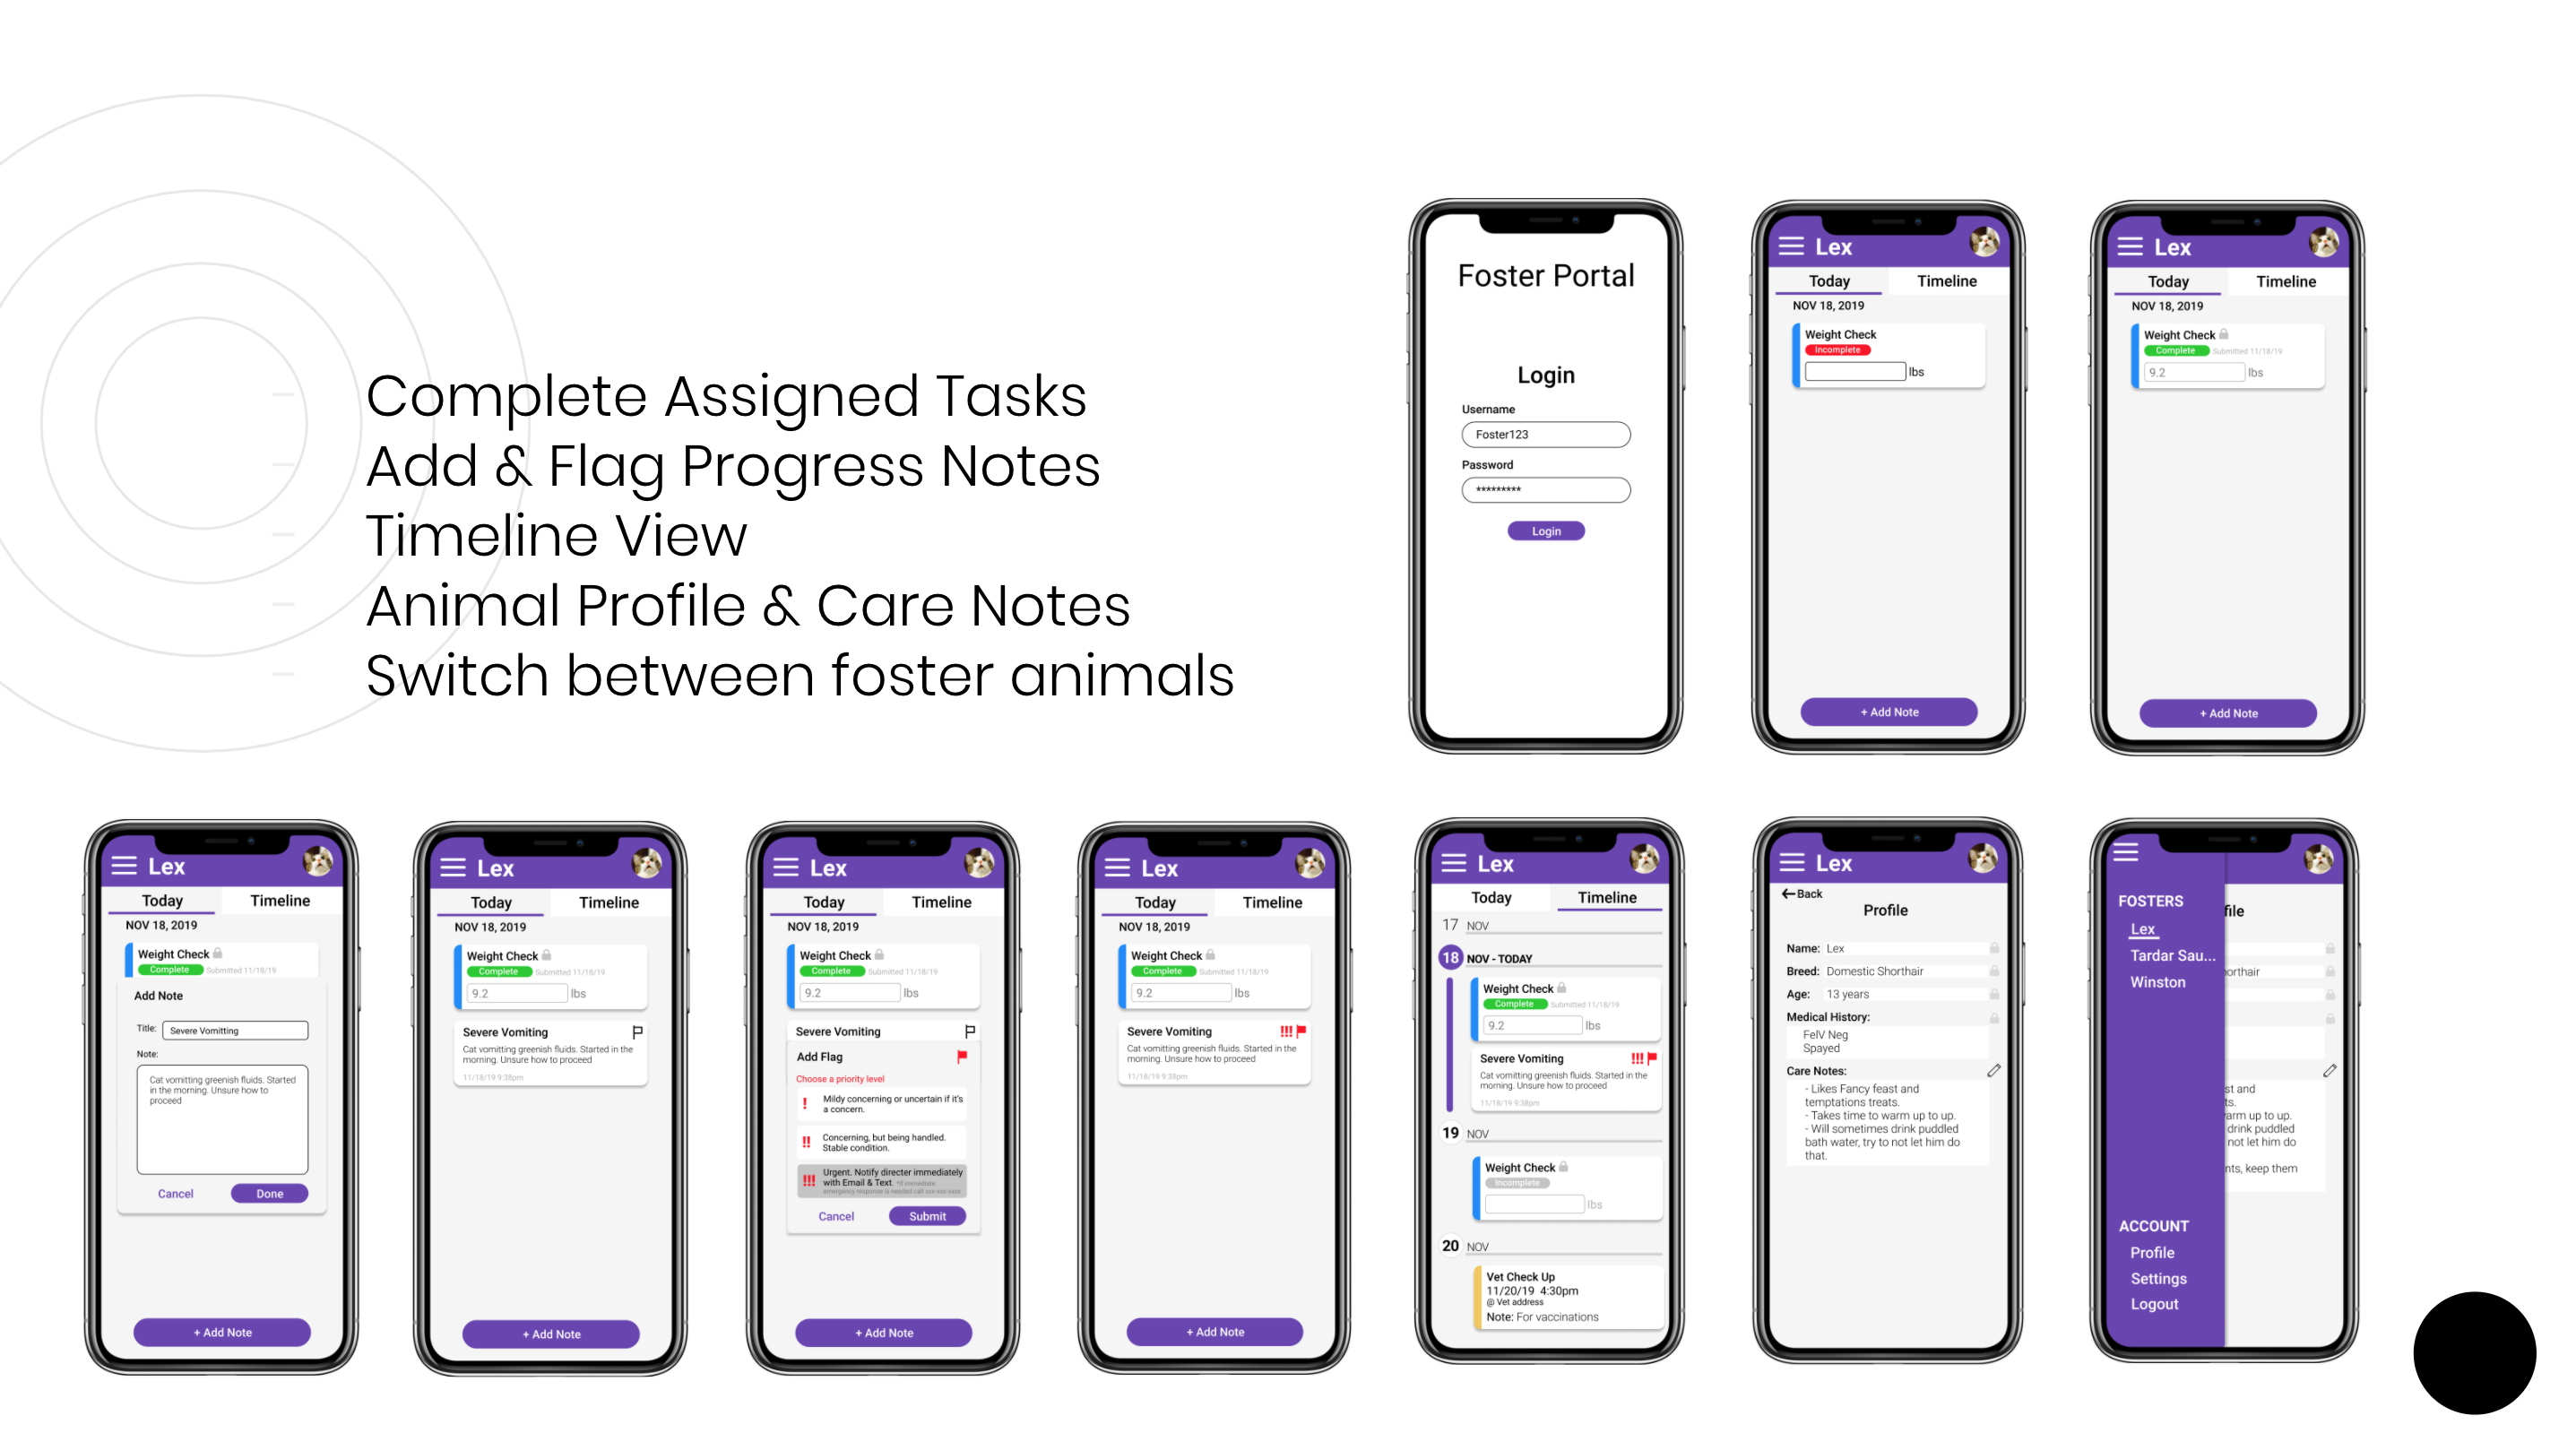 Complete Assigned Tasks
Add & Flag Progress Notes
Timeline View
Animal Profile & Care Notes
Switch between foster animals
Foster Portal
Login
Username
Foster123
Password
*********
Login
Lex
Today Timeline
NOV 18, 2019
Weight Check
Incomplete
lbs
+ Add Note
Lex
Today Timeline
NOV 18, 2019
Weight Check
Complete Submitted 11/18/19
9.2 lbs
+ Add Note
Lex
Today Timeline
NOV 18, 2019
Weight Check
Complete Submitted 11/18/19
Add Note
Title: Severe Vomitting
Note:
Cat vomitting greenish fluids. Started
in the morning. Unsure how to
proceed
Cancel Done
+ Add Note
Lex
Today Timeline
NOV 18, 2019
Weight Check
Complete Submitted 11/18/19
9.2 lbs
Severe Vomiting
Cat vomitting greenish fluids. Started in the
morning. Unsure how to proceed
11/18/19 9:38pm
+ Add Note
Lex
Today Timeline
NOV 18, 2019
Weight Check
Complete Submitted 11/18/19
9.2 lbs
Severe Vomiting
Add Flag
Choose a priority level
! Mildy concerning or uncertain if it's
a concern.
!! Concerning, but being handled.
Stable condition.
!!! Urgent. Notify directer immediately
with Email & Text. *If immediate
emergency response is needed call xxx-xxx-xxxx
Cancel Submit
+ Add Note
Lex
Today Timeline
NOV 18, 2019
Weight Check
Complete Submitted 11/18/19
9.2 lbs
Severe Vomiting !!!
Cat vomitting greenish fluids. Started in the
morning. Unsure how to proceed
11/18/19 9:38pm
+ Add Note
Lex
Today Timeline
17 NOV
18 NOV - TODAY
Weight Check
Complete Submitted 11/18/19
9.2 lbs
Severe Vomiting !!!
Cat vomitting greenish fluids. Started in the
morning. Unsure how to proceed
11/18/19 9:38pm
19 NOV
Weight Check
Incomplete
lbs
20 NOV
Vet Check Up
11/20/19 4:30pm
@ Vet address
Note: For vaccinations
Lex
Back
Profile
Name: Lex
Breed: Domestic Shorthair
Age: 13 years
Medical History:
FelV Neg
Spayed
Care Notes:
- Likes Fancy feast and
temptations treats.
- Takes time to warm up to up.
- Will sometimes drink puddled
bath water, try to not let him do
that.
FOSTERS
Lex
Tardar Sau...
Winston
ACCOUNT
Profile
Settings
Logout
file
orthair
st and
ts.
arm up to up.
drink puddled
not let him do
nts, keep them